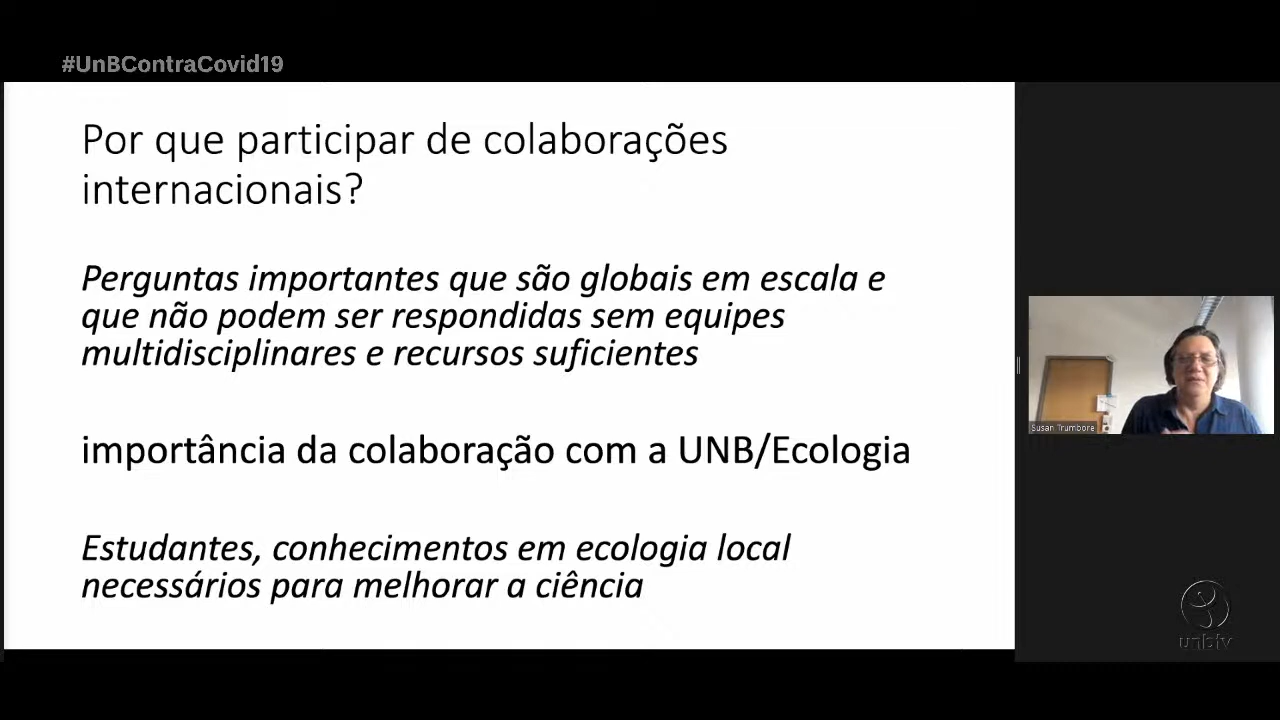 #UnBContraCovid19
Por que participar de colaborações
internacionais?
Perguntas importantes que são globais em escala e
que não podem ser respondidas sem equipes
multidisciplinares e recursos suficientes
importância da colaboração com a UNB/Ecologia
Estudantes, conhecimentos em ecologia local
necessários para melhorar a ciência
Susan Trumbore
unbtv